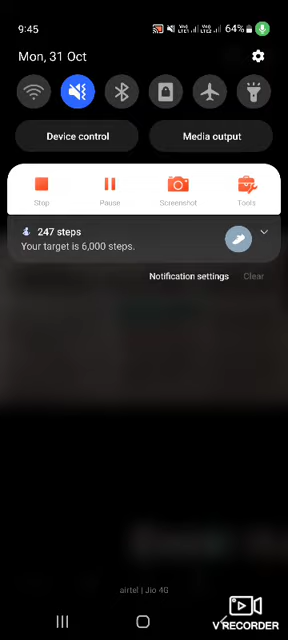 9:45
64%
Mon, 31 Oct
Device control
Media output
Stop
Pause
Screenshot
Tools
247 steps
Your target is 6,000 steps.
Notification settings
Clear
airtel | Jio 4G
V RECORDER